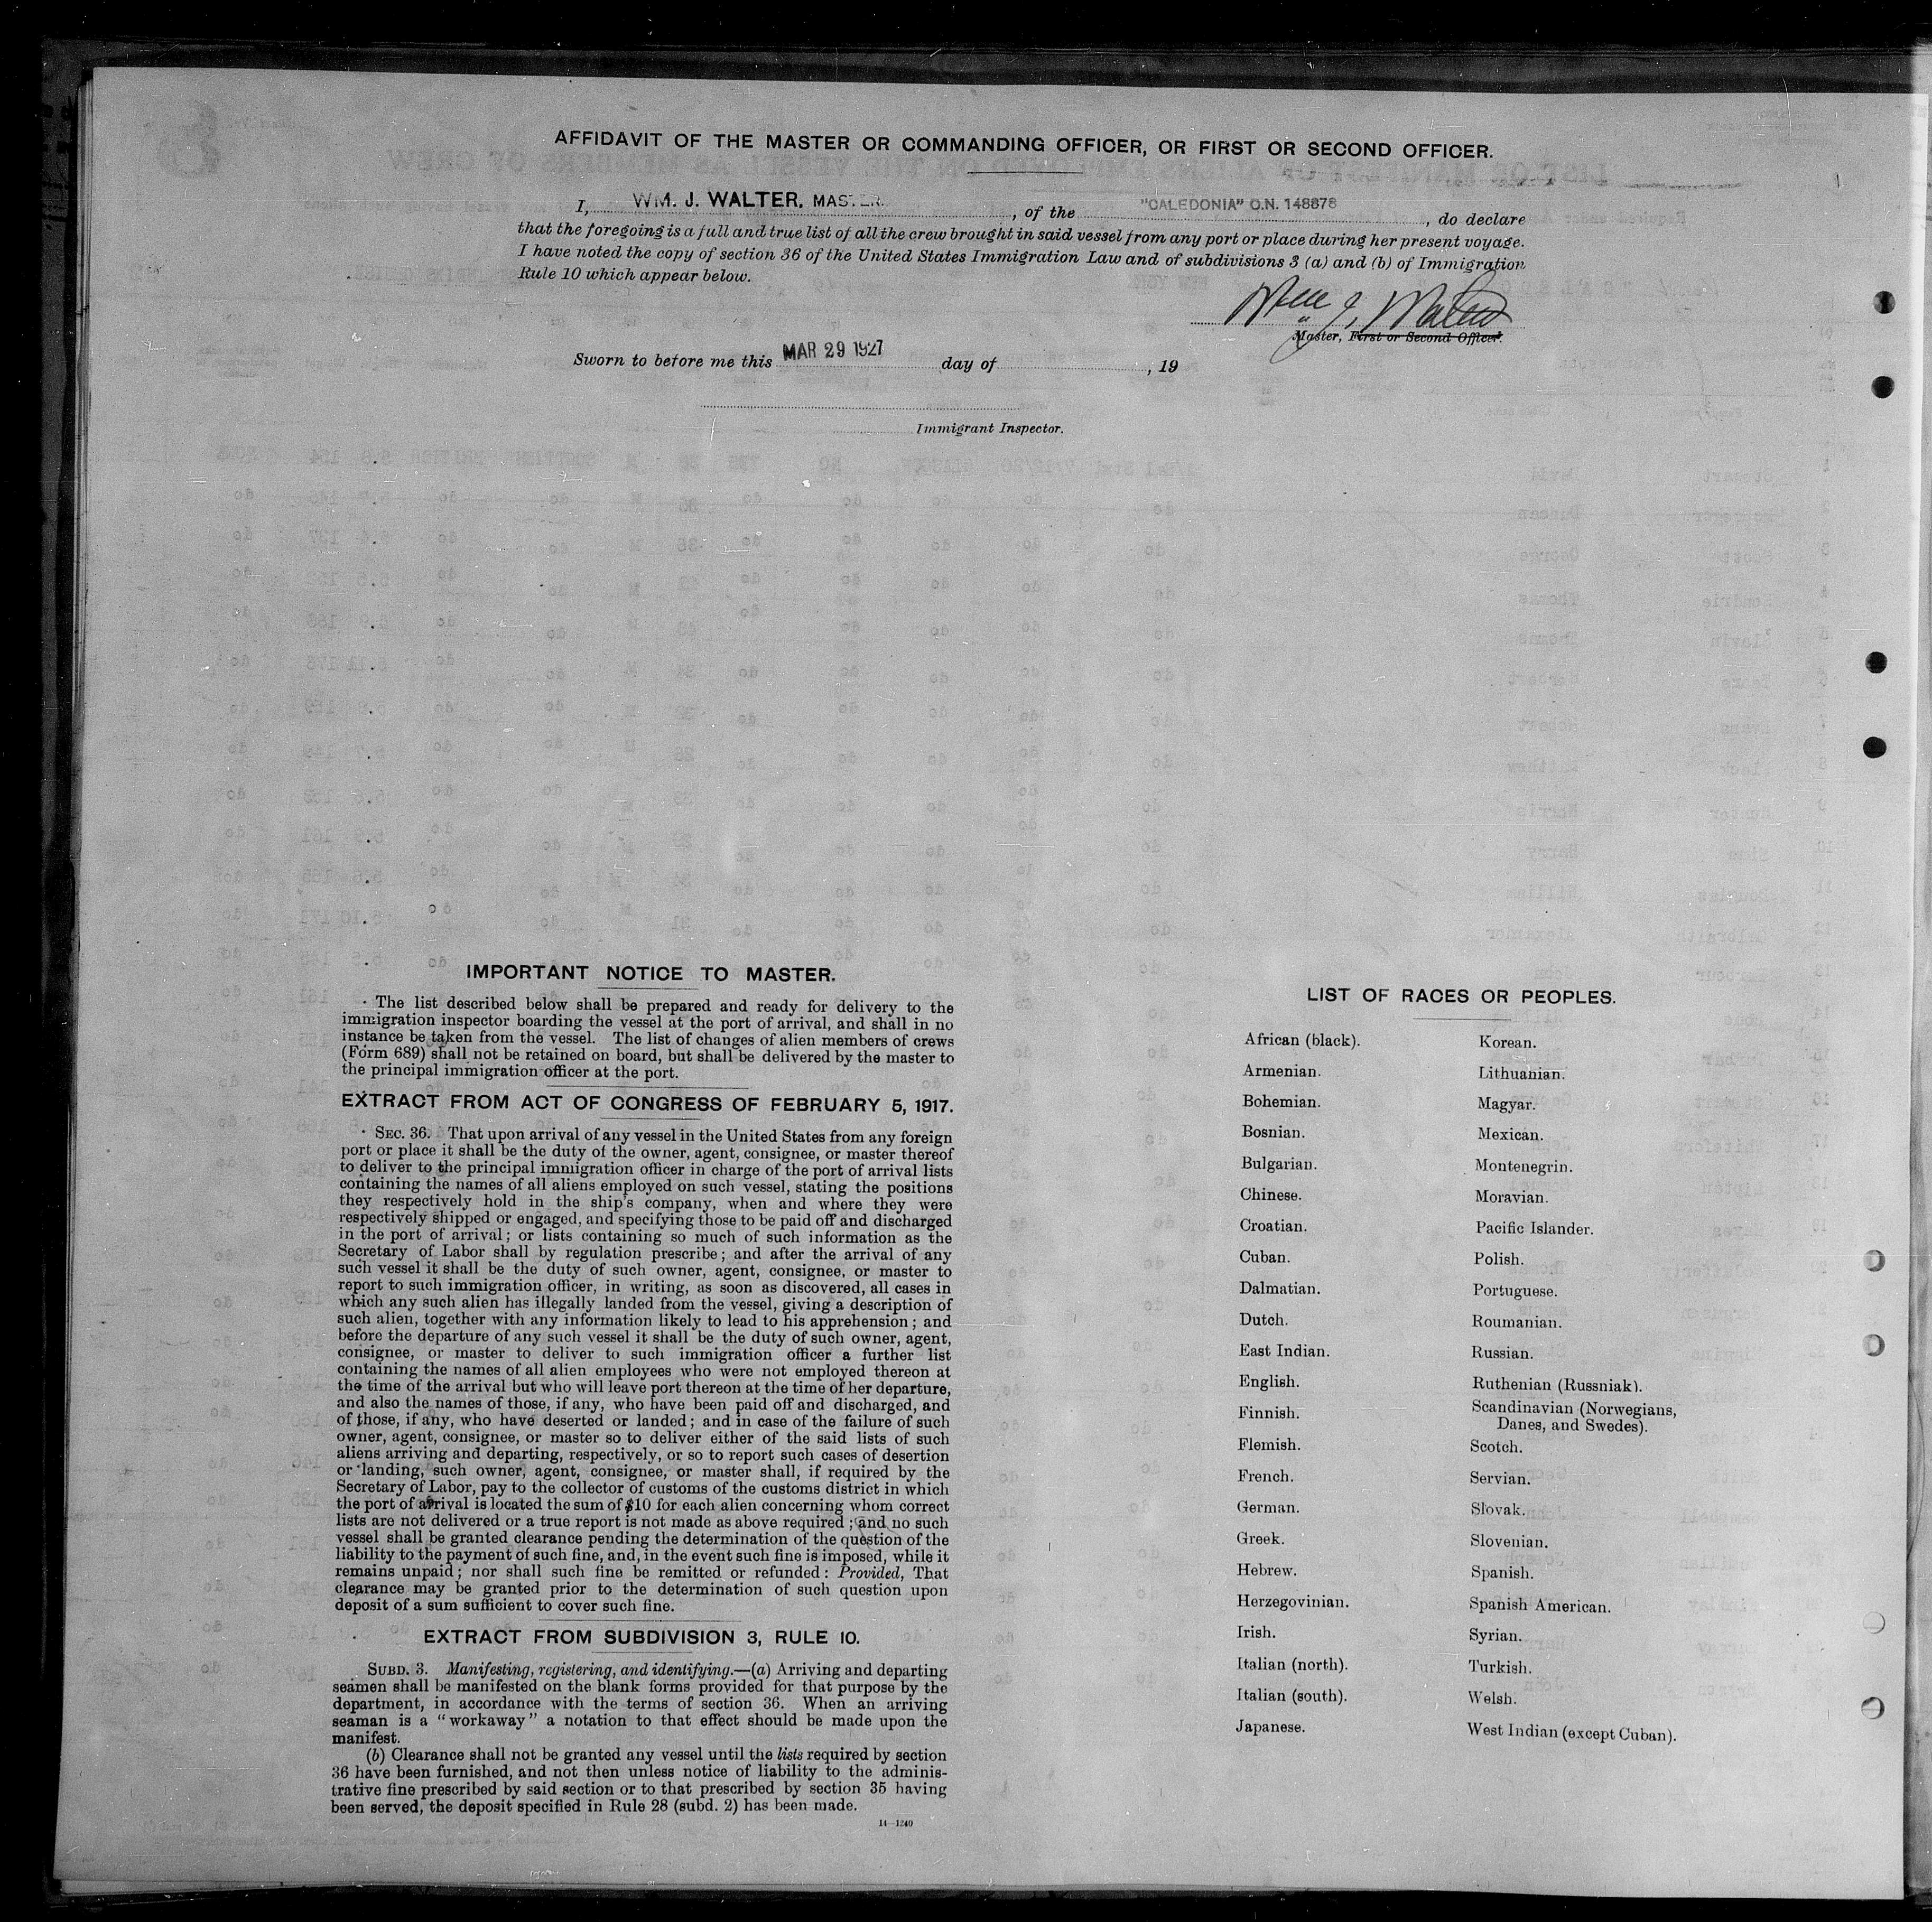 AFFIDAVIT OF THE MASTER OR COMMANDING OFFICER, OR FIRST OR SECOND OFFICER.
I, WM. J. WALTER, MASTER. , of the "CALEDONIA" O.N. 148878 , do declare
that the foregoing is a full and true list of all the crew brought in said vessel from any port or place during her present voyage.
I have noted the copy of section 36 of the United States Immigration Law and of subdivisions 3 (a) and (b) of Immigration
Rule 10 which appear below.
Wm J. Walter
Master, First or Second Officer.
Sworn to before me this MAR 29 1927 day of , 19
Immigrant Inspector.
IMPORTANT NOTICE TO MASTER.
The list described below shall be prepared and ready for delivery to the
immigration inspector boarding the vessel at the port of arrival, and shall in no
instance be taken from the vessel. The list of changes of alien members of crews
(Form 689) shall not be retained on board, but shall be delivered by the master to
the principal immigration officer at the port.
EXTRACT FROM ACT OF CONGRESS OF FEBRUARY 5, 1917.
SEC. 36. That upon arrival of any vessel in the United States from any foreign
port or place it shall be the duty of the owner, agent, consignee, or master thereof
to deliver to the principal immigration officer in charge of the port of arrival lists
containing the names of all aliens employed on such vessel, stating the positions
they respectively hold in the ship's company, when and where they were
respectively shipped or engaged, and specifying those to be paid off and discharged
in the port of arrival; or lists containing so much of such information as the
Secretary of Labor shall by regulation prescribe; and after the arrival of any
such vessel it shall be the duty of such owner, agent, consignee, or master to
report to such immigration officer, in writing, as soon as discovered, all cases in
which any such alien has illegally landed from the vessel, giving a description of
such alien, together with any information likely to lead to his apprehension; and
before the departure of any such vessel it shall be the duty of such owner, agent,
consignee, or master to deliver to such immigration officer a further list
containing the names of all alien employees who were not employed thereon at
the time of the arrival but who will leave port thereon at the time of her departure,
and also the names of those, if any, who have been paid off and discharged, and
of those, if any, who have deserted or landed; and in case of the failure of such
owner, agent, consignee, or master so to deliver either of the said lists of such
aliens arriving and departing, respectively, or so to report such cases of desertion
or landing, such owner, agent, consignee, or master shall, if required by the
Secretary of Labor, pay to the collector of customs of the customs district in which
the port of arrival is located the sum of $10 for each alien concerning whom correct
lists are not delivered or a true report is not made as above required; and no such
vessel shall be granted clearance pending the determination of the question of the
liability to the payment of such fine, and, in the event such fine is imposed, while it
remains unpaid; nor shall such fine be remitted or refunded: Provided, That
clearance may be granted prior to the determination of such question upon
deposit of a sum sufficient to cover such fine.
EXTRACT FROM SUBDIVISION 3, RULE 10.
SUBD. 3. Manifesting, registering, and identifying.—(a) Arriving and departing
seamen shall be manifested on the blank forms provided for that purpose by the
department, in accordance with the terms of section 36. When an arriving
seaman is a "workaway" a notation to that effect should be made upon the
manifest.
(b) Clearance shall not be granted any vessel until the lists required by section
36 have been furnished, and not then unless notice of liability to the adminis-
trative fine prescribed by said section or to that prescribed by section 35 having
been served, the deposit specified in Rule 28 (subd. 2) has been made.
14—1240
LIST OF RACES OR PEOPLES.
African (black).
Armenian.
Bohemian.
Bosnian.
Bulgarian.
Chinese.
Croatian.
Cuban.
Dalmatian.
Dutch.
East Indian.
English.
Finnish.
Flemish.
French.
German.
Greek.
Hebrew.
Herzegovinian.
Irish.
Italian (north).
Italian (south).
Japanese.
Korean.
Lithuanian.
Magyar.
Mexican.
Montenegrin.
Moravian.
Pacific Islander.
Polish.
Portuguese.
Roumanian.
Russian.
Ruthenian (Russniak).
Scandinavian (Norwegians,
Danes, and Swedes).
Scotch.
Servian.
Slovak.
Slovenian.
Spanish.
Spanish American.
Syrian.
Turkish.
Welsh.
West Indian (except Cuban).